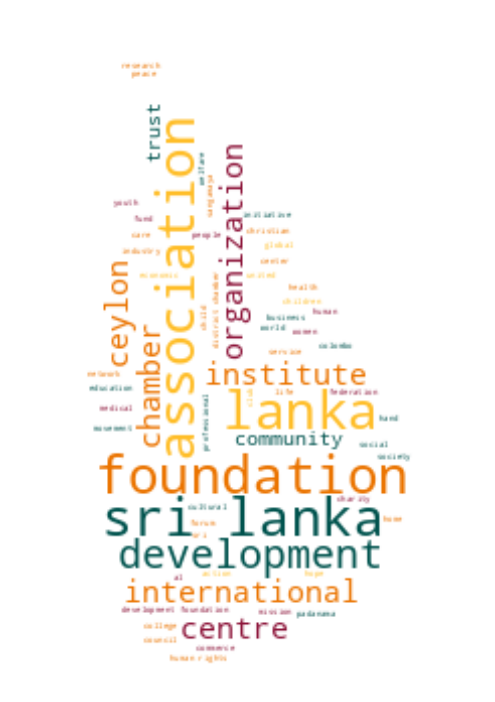 research
peace
trust
association
welfare
organization
sangamaya
youth
initiative
fund
care
people
christian
global
industry
center
ceylon
economic
united
district chamber
health
children
child
human
business
world
women
chamber
colombo
service
network
institute
education
life
federation
club
professional
medical
lanka
hand
movement
community
social
society
foundation
charity
sri lanka
cultural
forum
home
sri
development
al
action
hope
international
development foundation
mission
padanama
college
centre
council
commerce
human rights